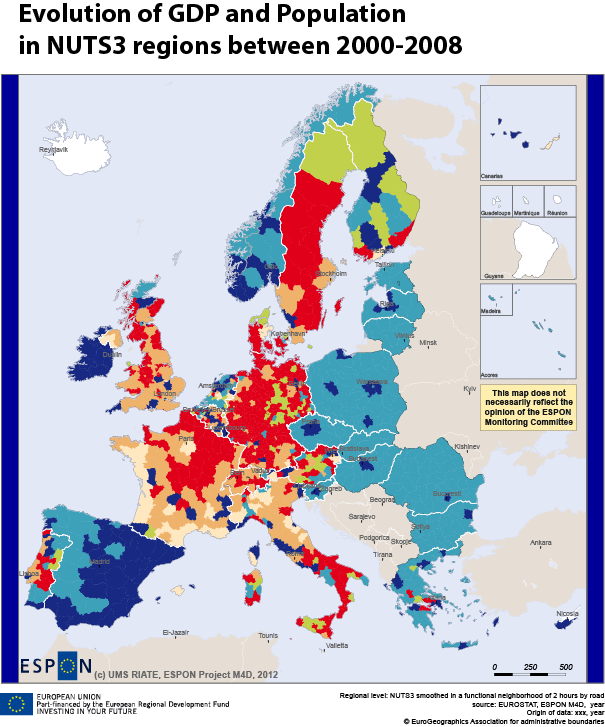 Evolution of GDP and Population
in NUTS3 regions between 2000-2008
Reykjavik
Canarias
Guadeloupe Martinique Réunion
Guyane
Madeira
Acores
Stockholm
Tallinn
Riga
Vilnius
Minsk
København
Dublin
London
Amsterdam
Warszawa
Kyiv
This map does not
necessarily reflect the
opinion of the ESPON
Monitoring Committee
Paris
Kishinev
Bratislava
Budapest
Zagreb
Bucuresti
Beograd
Sarajevo
Sofiya
Podgorica
Skopje
Tirana
Ankara
Madrid
Lisboa
Nicosia
El-Jazair
Tounis
Valletta
ESPON
(c) UMS RIATE, ESPON Project M4D, 2012
0 250 500
EUROPEAN UNION
Part-financed by the European Regional Development Fund
INVESTING IN YOUR FUTURE
Regional level: NUTS3 smoothed in a functional neighborhood of 2 hours by road
source: EUROSTAT, ESPON M4D, year
Origin of data: xxx, year
© EuroGeographics Association for administrative boundaries